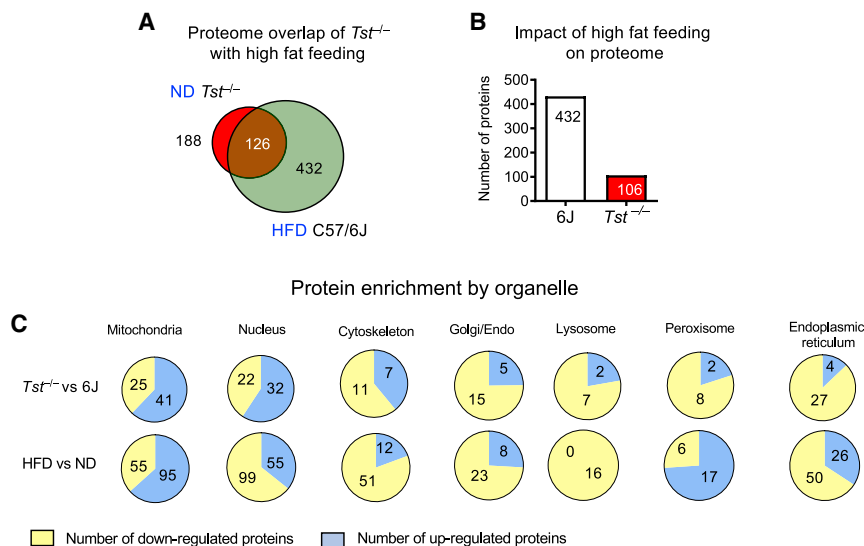 A
Proteome overlap of Tst–/–
with high fat feeding
ND Tst–/–
188
126
432
HFD C57/6J
B
Impact of high fat feeding
on proteome
Number of proteins
500
400
300
200
100
0
432
106
6J
Tst –/–
Protein enrichment by organelle
C
Mitochondria
Nucleus
Cytoskeleton
Golgi/Endo
Lysosome
Peroxisome
Endoplasmic
reticulum
Tst–/– vs 6J
25
41
22
32
7
11
5
15
2
7
2
8
4
27
HFD vs ND
55
95
99
55
12
51
8
23
0
16
6
17
26
50
Number of down-regulated proteins
Number of up-regulated proteins